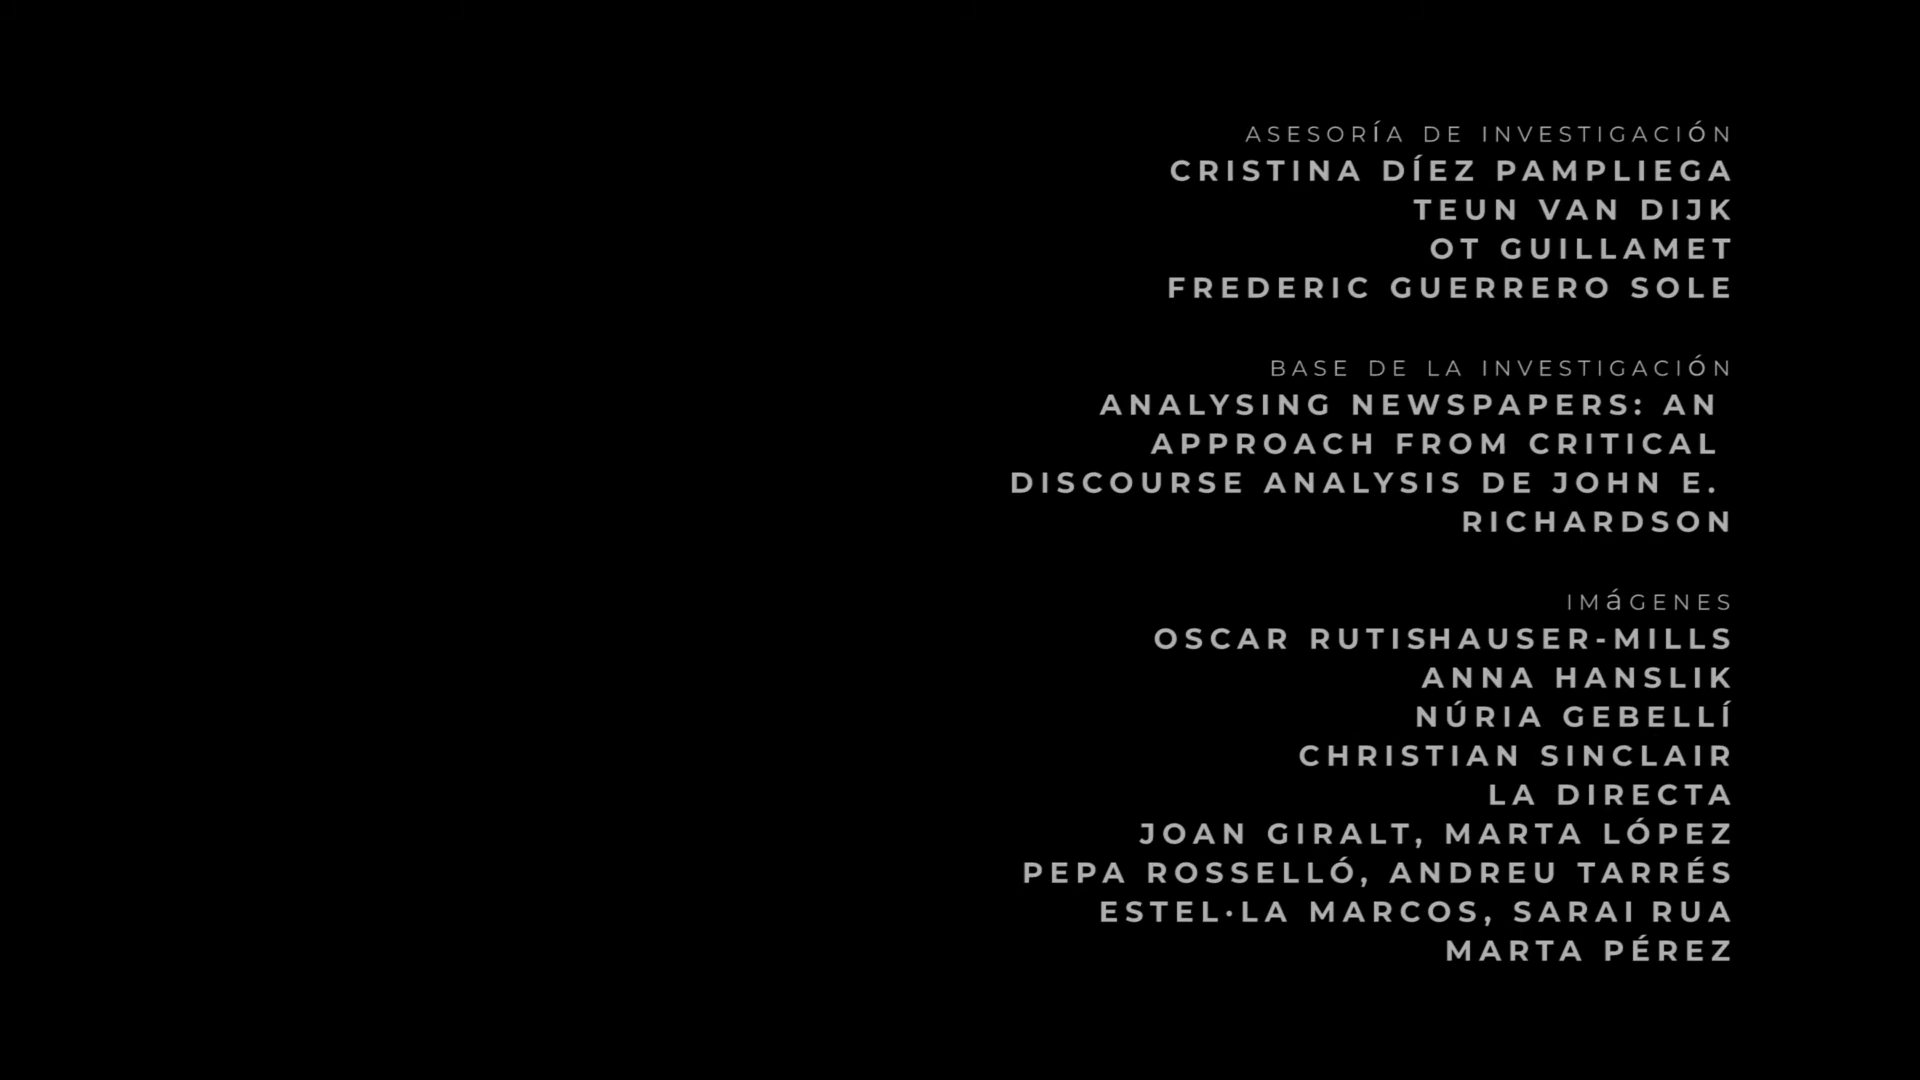 ASESORÍA DE INVESTIGACIÓN
CRISTINA DÍEZ PAMPLIEGA
TEUN VAN DIJK
OT GUILLAMET
FREDERIC GUERRERO SOLE
BASE DE LA INVESTIGACIÓN
ANALYSING NEWSPAPERS: AN
APPROACH FROM CRITICAL
DISCOURSE ANALYSIS DE JOHN E.
RICHARDSON
IMáGENES
OSCAR RUTISHAUSER-MILLS
ANNA HANSLIK
NÚRIA GEBELLÍ
CHRISTIAN SINCLAIR
LA DIRECTA
JOAN GIRALT, MARTA LÓPEZ
PEPA ROSSELLÓ, ANDREU TARRÉS
ESTEL·LA MARCOS, SARAI RUA
MARTA PÉREZ